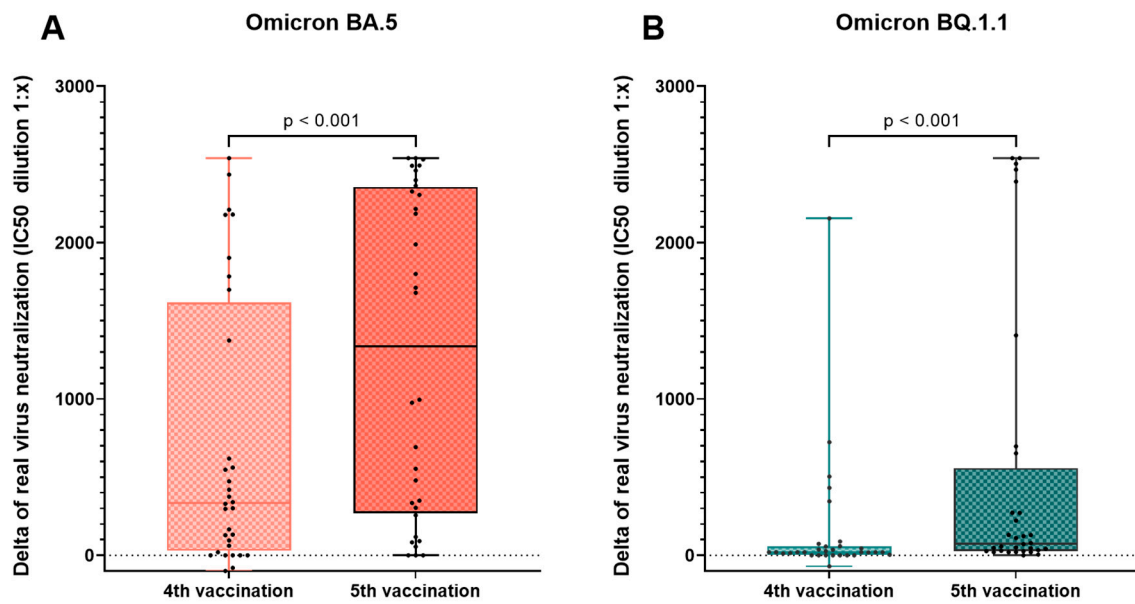 A
Omicron BA.5
Delta of real virus neutralization (IC50 dilution 1:x)
3000
2000
1000
0
p < 0.001
4th vaccination
5th vaccination
B
Omicron BQ.1.1
Delta of real virus neutralization (IC50 dilution 1:x)
3000
2000
1000
0
p < 0.001
4th vaccination
5th vaccination